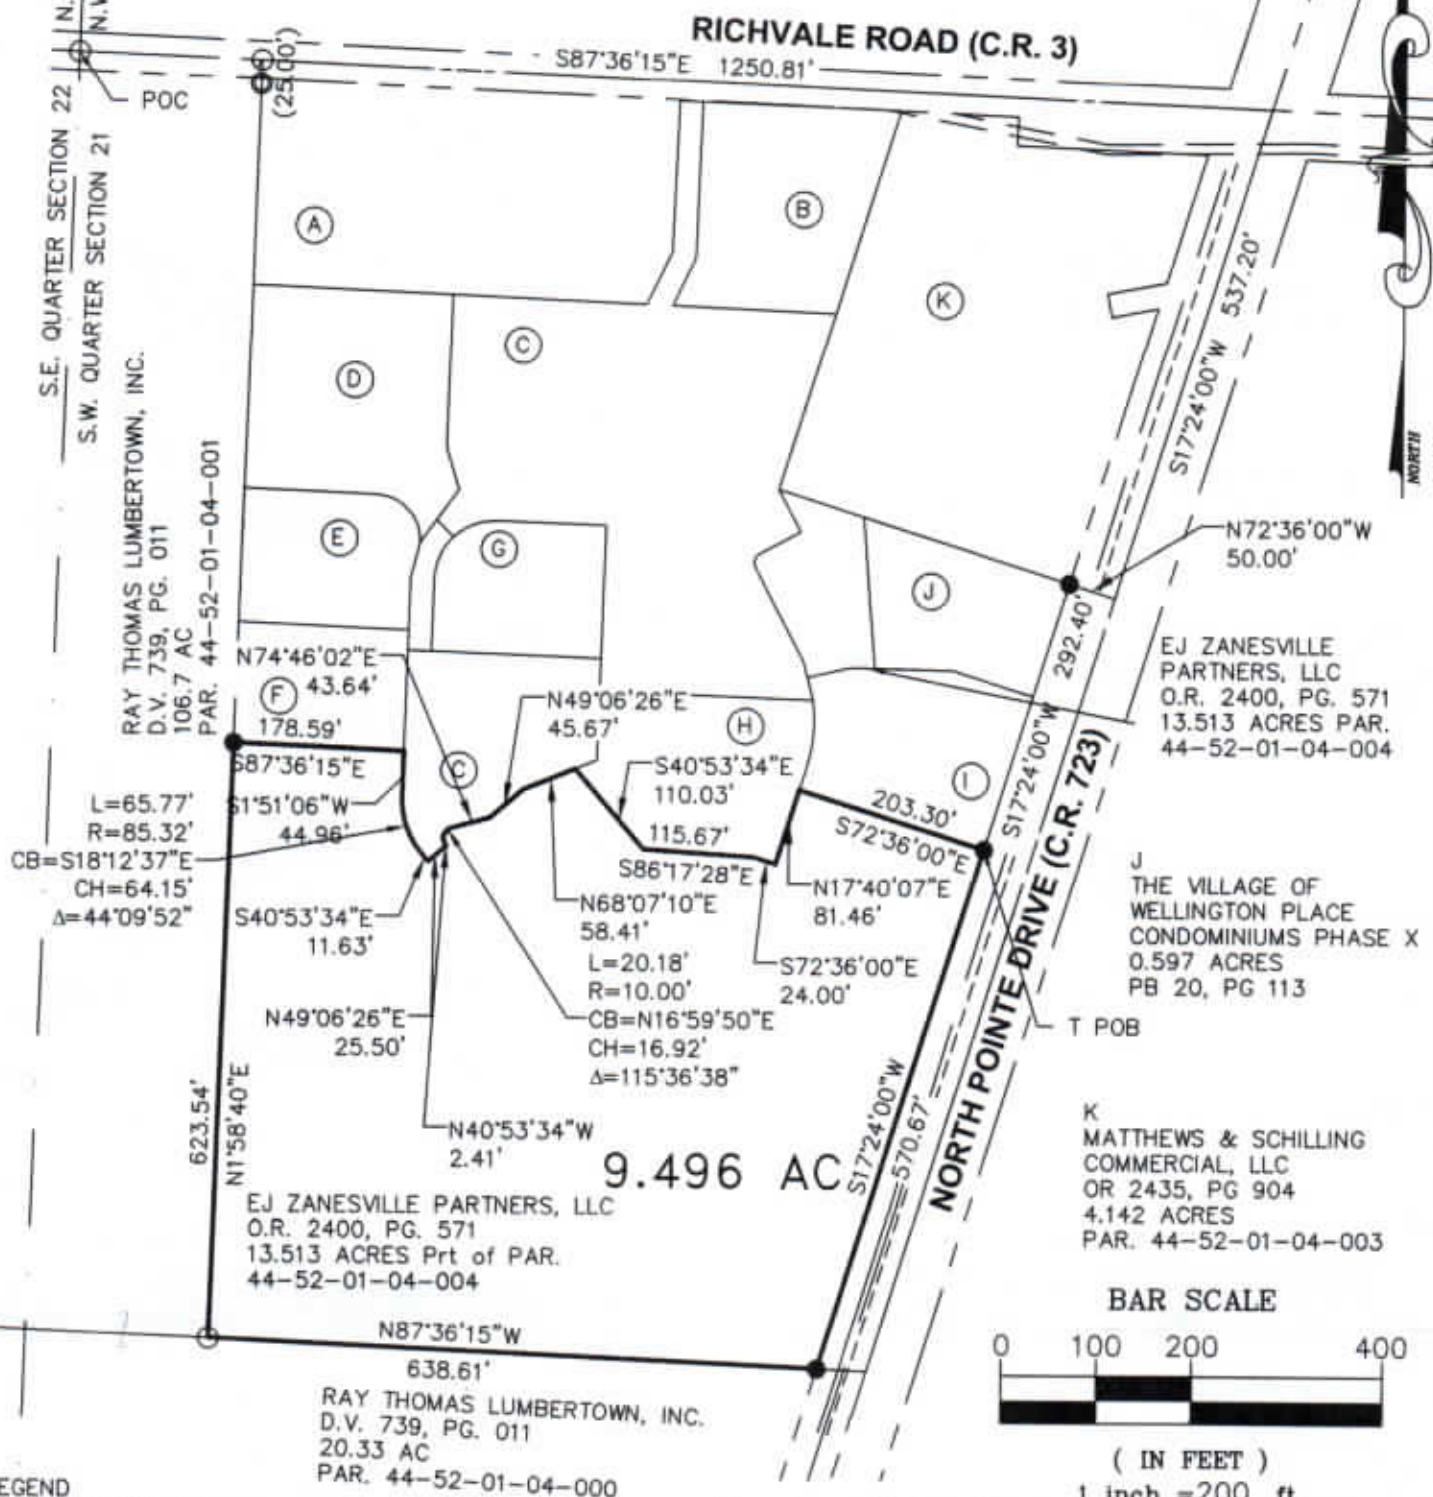 RICHVALE ROAD (C.R. 3)
S87°36'15"E 1250.81'
POC
(25.00')
S.E. QUARTER SECTION 22
S.W. QUARTER SECTION 21
A
B
K
C
D
E
G
J
RAY THOMAS LUMBERTOWN, INC.
D.V. 739, PG. 011
106.7 AC
PAR. 44-52-01-04-001
S17°24'00"W 537.20'
NORTH
N72°36'00"W
50.00'
292.40'
S17°24'00"W
EJ ZANESVILLE
PARTNERS, LLC
O.R. 2400, PG. 571
13.513 ACRES PAR.
44-52-01-04-004
N74°46'02"E
43.64'
F
178.59'
S87°36'15"E
N49°06'26"E
45.67'
H
C
I
S40°53'34"E
110.03'
115.67'
S86°17'28"E
203.30'
S72°36'00"E
L=65.77'
R=85.32'
CB=S18°12'37"E
CH=64.15'
Δ=44°09'52"
S1°51'06"W
44.96'
S40°53'34"E
11.63'
N68°07'10"E
58.41'
N17°40'07"E
81.46'
S72°36'00"E
24.00'
L=20.18'
R=10.00'
CB=N16°59'50"E
CH=16.92'
Δ=115°36'38"
N49°06'26"E
25.50'
N40°53'34"W
2.41'
J
THE VILLAGE OF
WELLINGTON PLACE
CONDOMINIUMS PHASE X
0.597 ACRES
PB 20, PG 113
T POB
NORTH POINTE DRIVE (C.R. 723)
S17°24'00"W
570.67'
623.54'
N1°58'40"E
9.496 AC
EJ ZANESVILLE PARTNERS, LLC
O.R. 2400, PG. 571
13.513 ACRES Prt of PAR.
44-52-01-04-004
K
MATTHEWS & SCHILLING
COMMERCIAL, LLC
OR 2435, PG 904
4.142 ACRES
PAR. 44-52-01-04-003
N87°36'15"W
638.61'
RAY THOMAS LUMBERTOWN, INC.
D.V. 739, PG. 011
20.33 AC
PAR. 44-52-01-04-000
BAR SCALE
0 100 200 400
( IN FEET )
1 inch =200 ft
EGEND